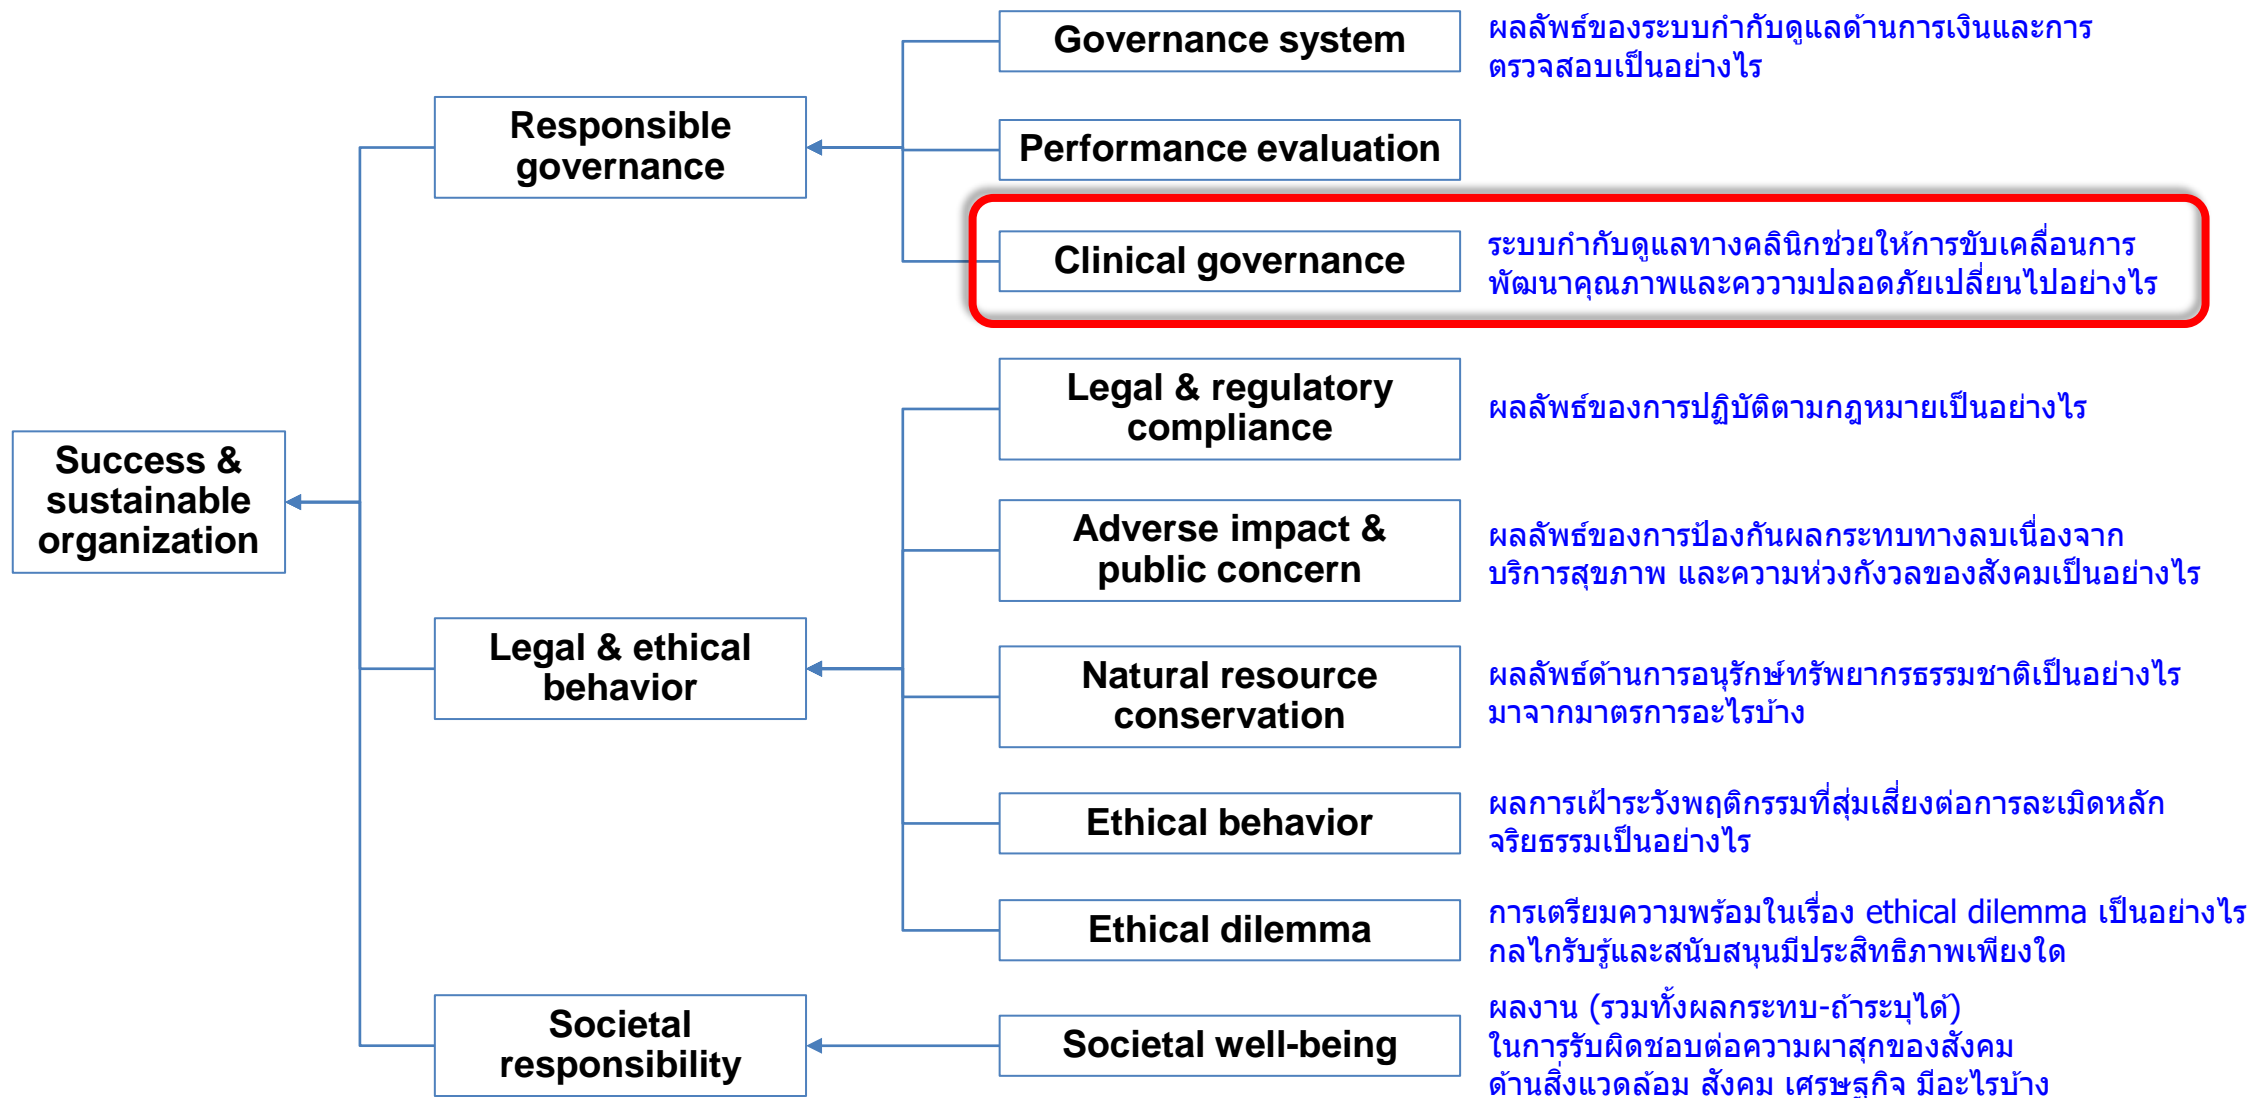 Governance system
ผลลัพธ์ของระบบกำกับดูแลด้านการเงินและการ
ตรวจสอบเป็นอย่างไร
Responsible
governance
Performance evaluation
Clinical governance
ระบบกำกับดูแลทางคลินิกช่วยให้การขับเคลื่อนการ
พัฒนาคุณภาพและคววามปลอดภัยเปลี่ยนไปอย่างไร
Legal & regulatory
compliance
ผลลัพธ์ของการปฏิบัติตามกฎหมายเป็นอย่างไร
Success &
sustainable
organization
Adverse impact &
public concern
ผลลัพธ์ของการป้องกันผลกระทบทางลบเนื่องจาก
บริการสุขภาพ และความห่วงกังวลของสังคมเป็นอย่างไร
Legal & ethical
behavior
Natural resource
conservation
ผลลัพธ์ด้านการอนุรักษ์ทรัพยากรธรรมชาติเป็นอย่างไร
มาจากมาตรการอะไรบ้าง
Ethical behavior
ผลการเฝ้าระวังพฤติกรรมที่สุ่มเสี่ยงต่อการละเมิดหลัก
จริยธรรมเป็นอย่างไร
Ethical dilemma
การเตรียมความพร้อมในเรื่อง ethical dilemma เป็นอย่างไร
กลไกรับรู้และสนับสนุนมีประสิทธิภาพเพียงใด
Societal
responsibility
Societal well-being
ผลงาน (รวมทั้งผลกระทบ-ถ้าระบุได้)
ในการรับผิดชอบต่อความผาสุกของสังคม
ด้านสิ่งแวดล้อม สังคม เศรษฐกิจ มีอะไรบ้าง